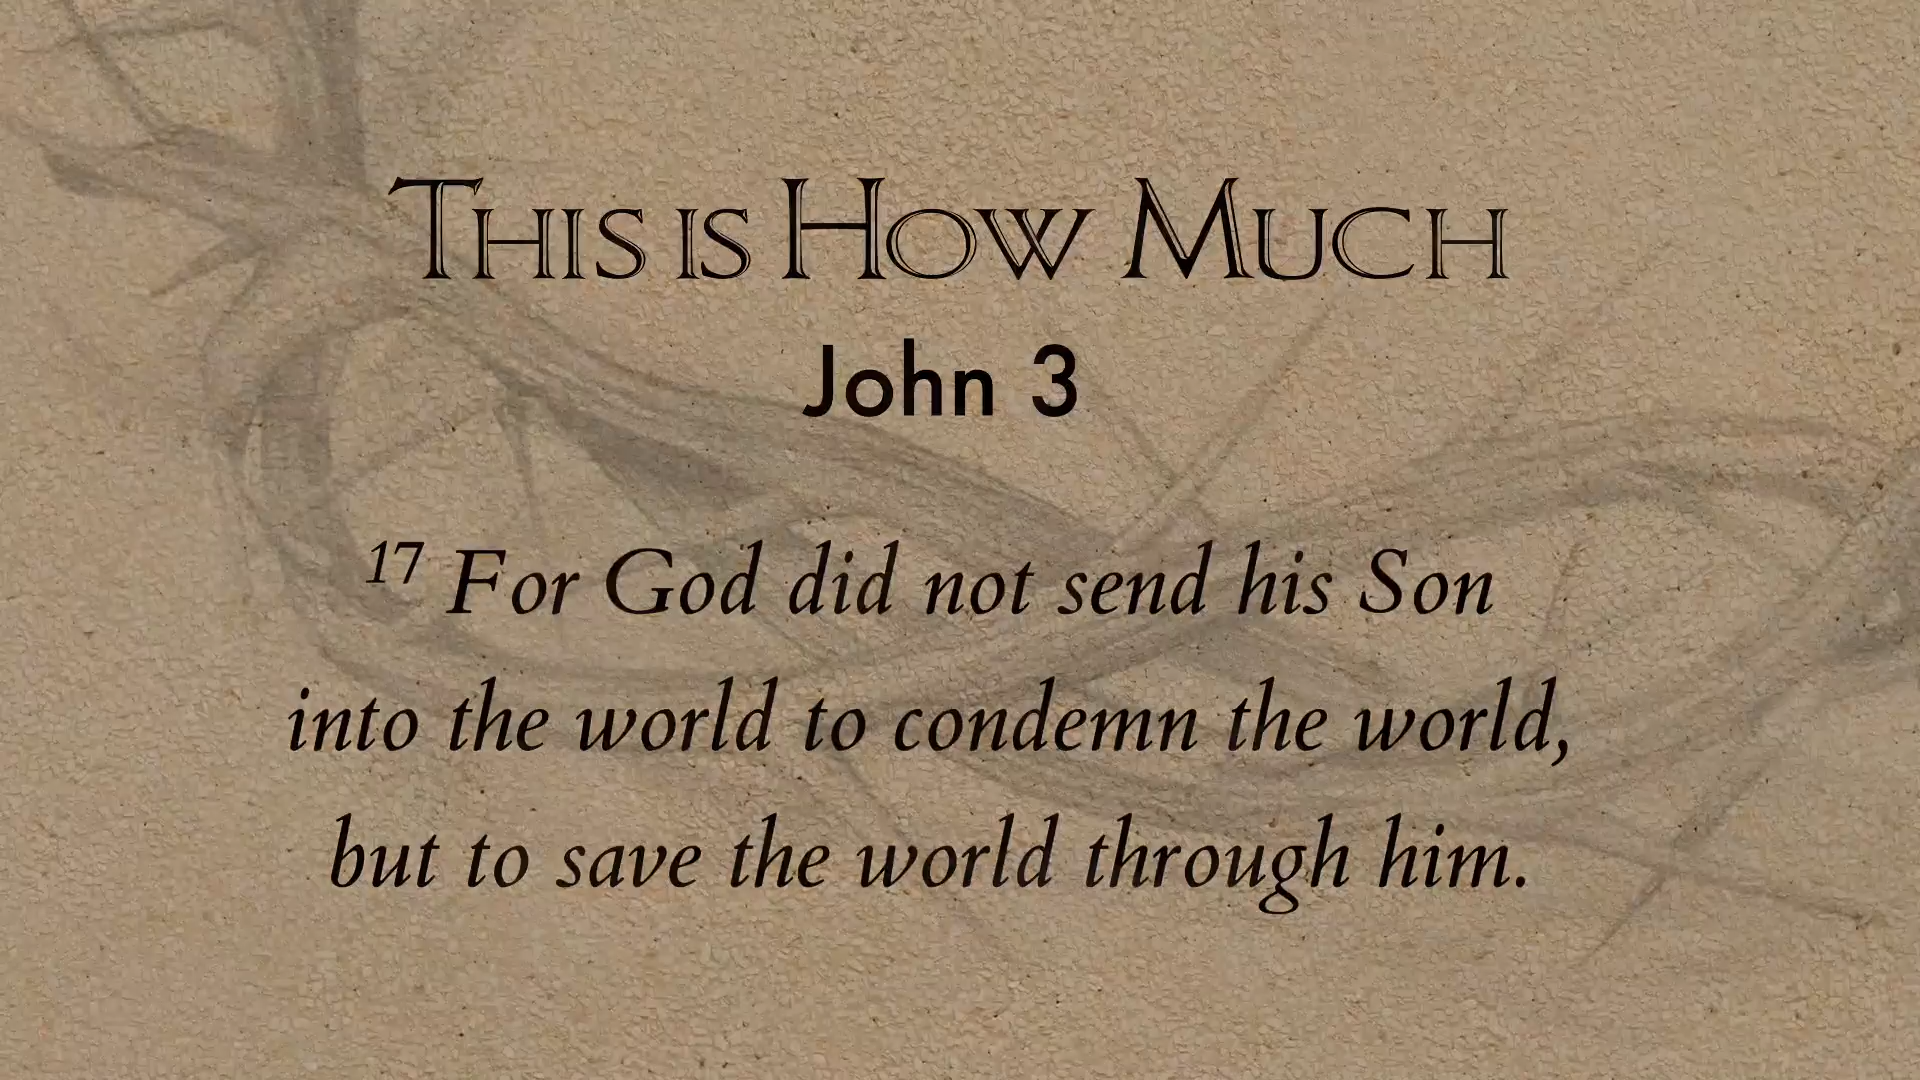 This is How Much
John 3
17 For God did not send his Son
into the world to condemn the world,
but to save the world through him.